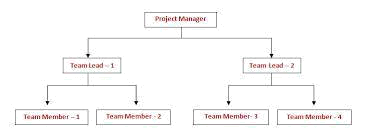 Project Manager
Team Lead – 1
Team Lead – 2
Team Member – 1
Team Member - 2
Team Member- 3
Team Member - 4